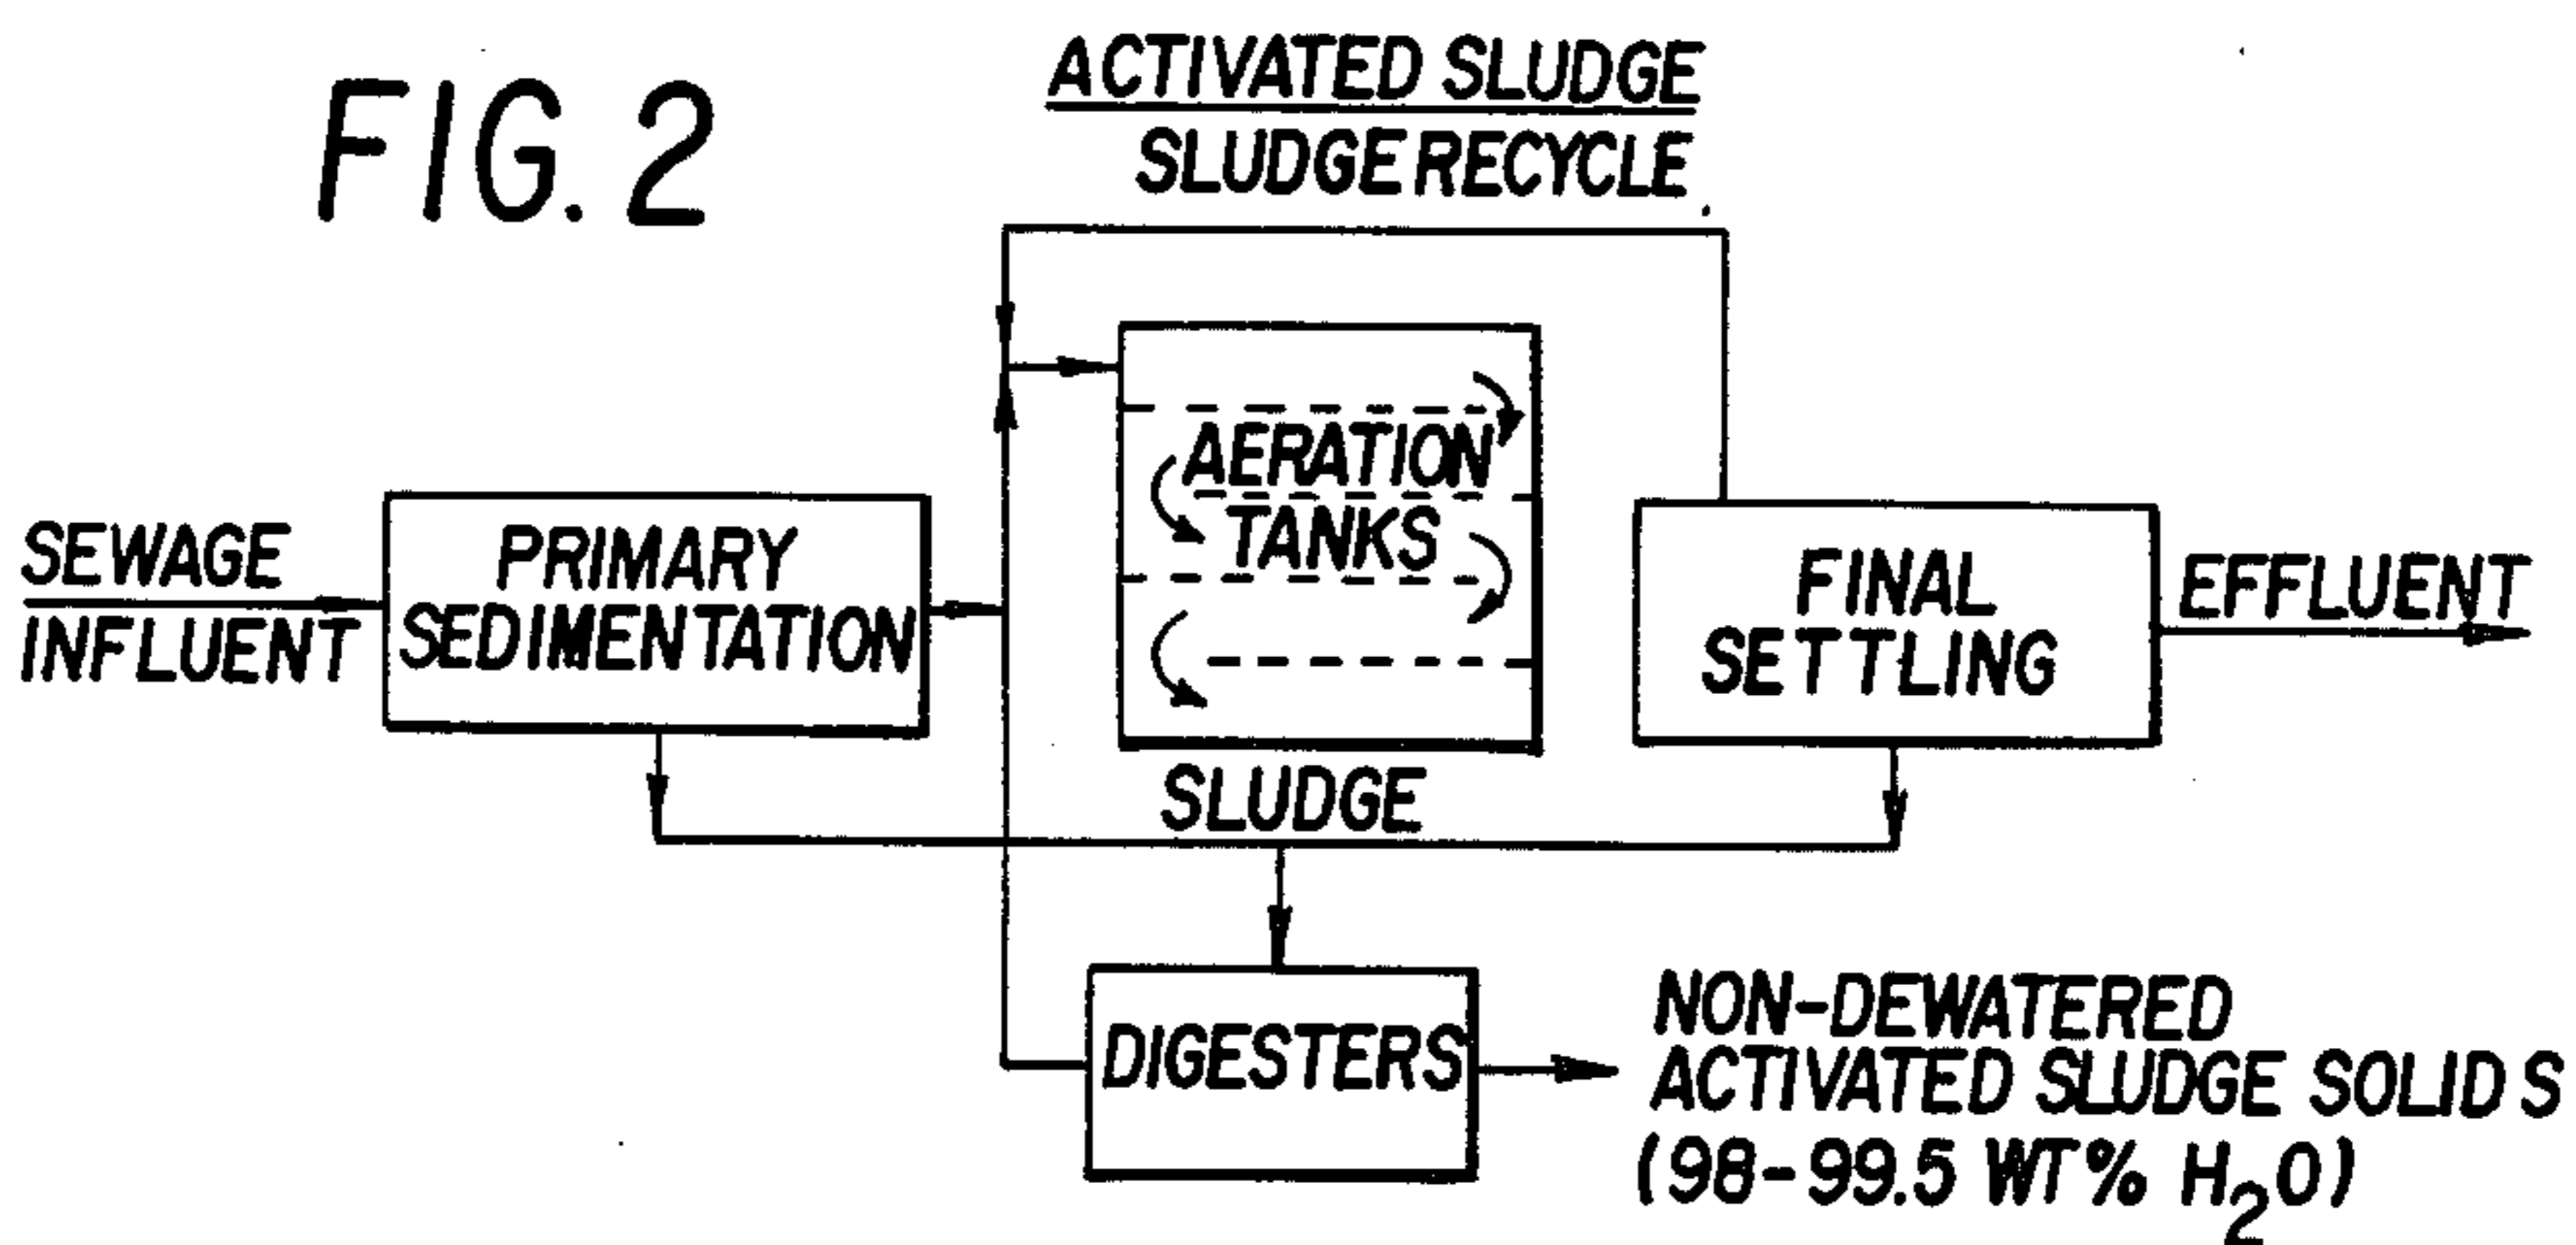 FIG. 2
ACTIVATED SLUDGE
SLUDGE RECYCLE
SEWAGE
INFLUENT
PRIMARY
SEDIMENTATION
AERATION
TANKS
FINAL
SETTLING
EFFLUENT
SLUDGE
DIGESTERS
NON-DEWATERED
ACTIVATED SLUDGE SOLIDS
(98-99.5 WT% H₂O)